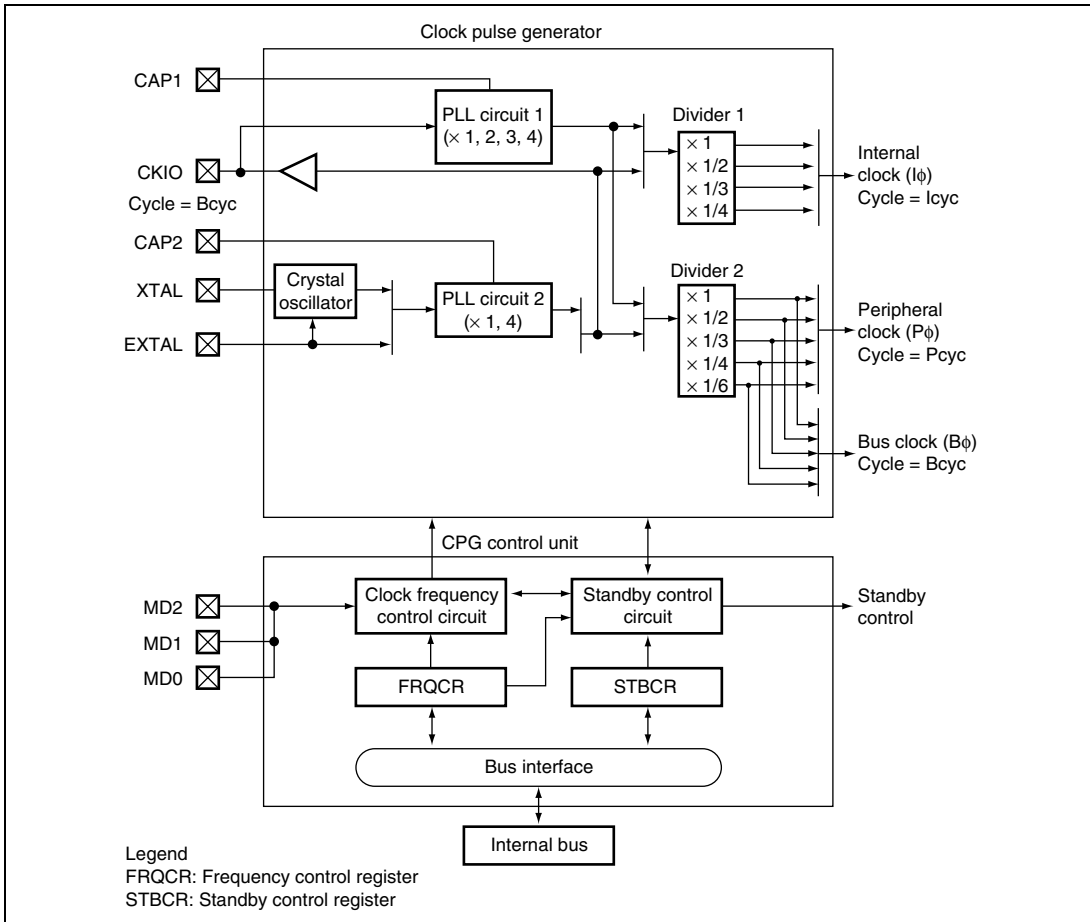 Clock pulse generator
CAP1
PLL circuit 1
(× 1, 2, 3, 4)
CKIO
Cycle = Bcyc
Divider 1
× 1
× 1/2
× 1/3
× 1/4
Internal
clock (Iϕ)
Cycle = Icyc
CAP2
XTAL
Crystal
oscillator
EXTAL
PLL circuit 2
(× 1, 4)
Divider 2
× 1
× 1/2
× 1/3
× 1/4
× 1/6
Peripheral
clock (Pϕ)
Cycle = Pcyc
Bus clock (Bϕ)
Cycle = Bcyc
CPG control unit
MD2
MD1
MD0
Clock frequency
control circuit
Standby control
circuit
Standby
control
FRQCR
STBCR
Bus interface
Internal bus
Legend
FRQCR: Frequency control register
STBCR: Standby control register